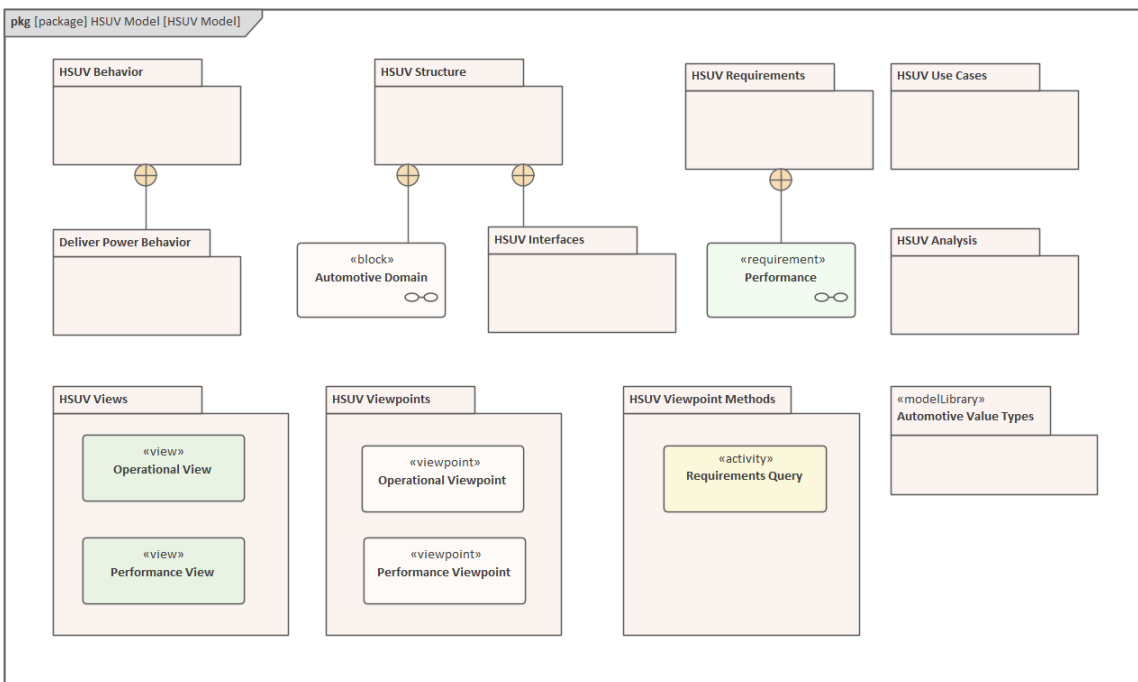 pkg [package] HSUV Model [HSUV Model]
HSUV Behavior
HSUV Structure
HSUV Requirements
HSUV Use Cases
Deliver Power Behavior
«block»
Automotive Domain
HSUV Interfaces
«requirement»
Performance
HSUV Analysis
HSUV Views
«view»
Operational View
«view»
Performance View
HSUV Viewpoints
«viewpoint»
Operational Viewpoint
«viewpoint»
Performance Viewpoint
HSUV Viewpoint Methods
«activity»
Requirements Query
«modelLibrary»
Automotive Value Types